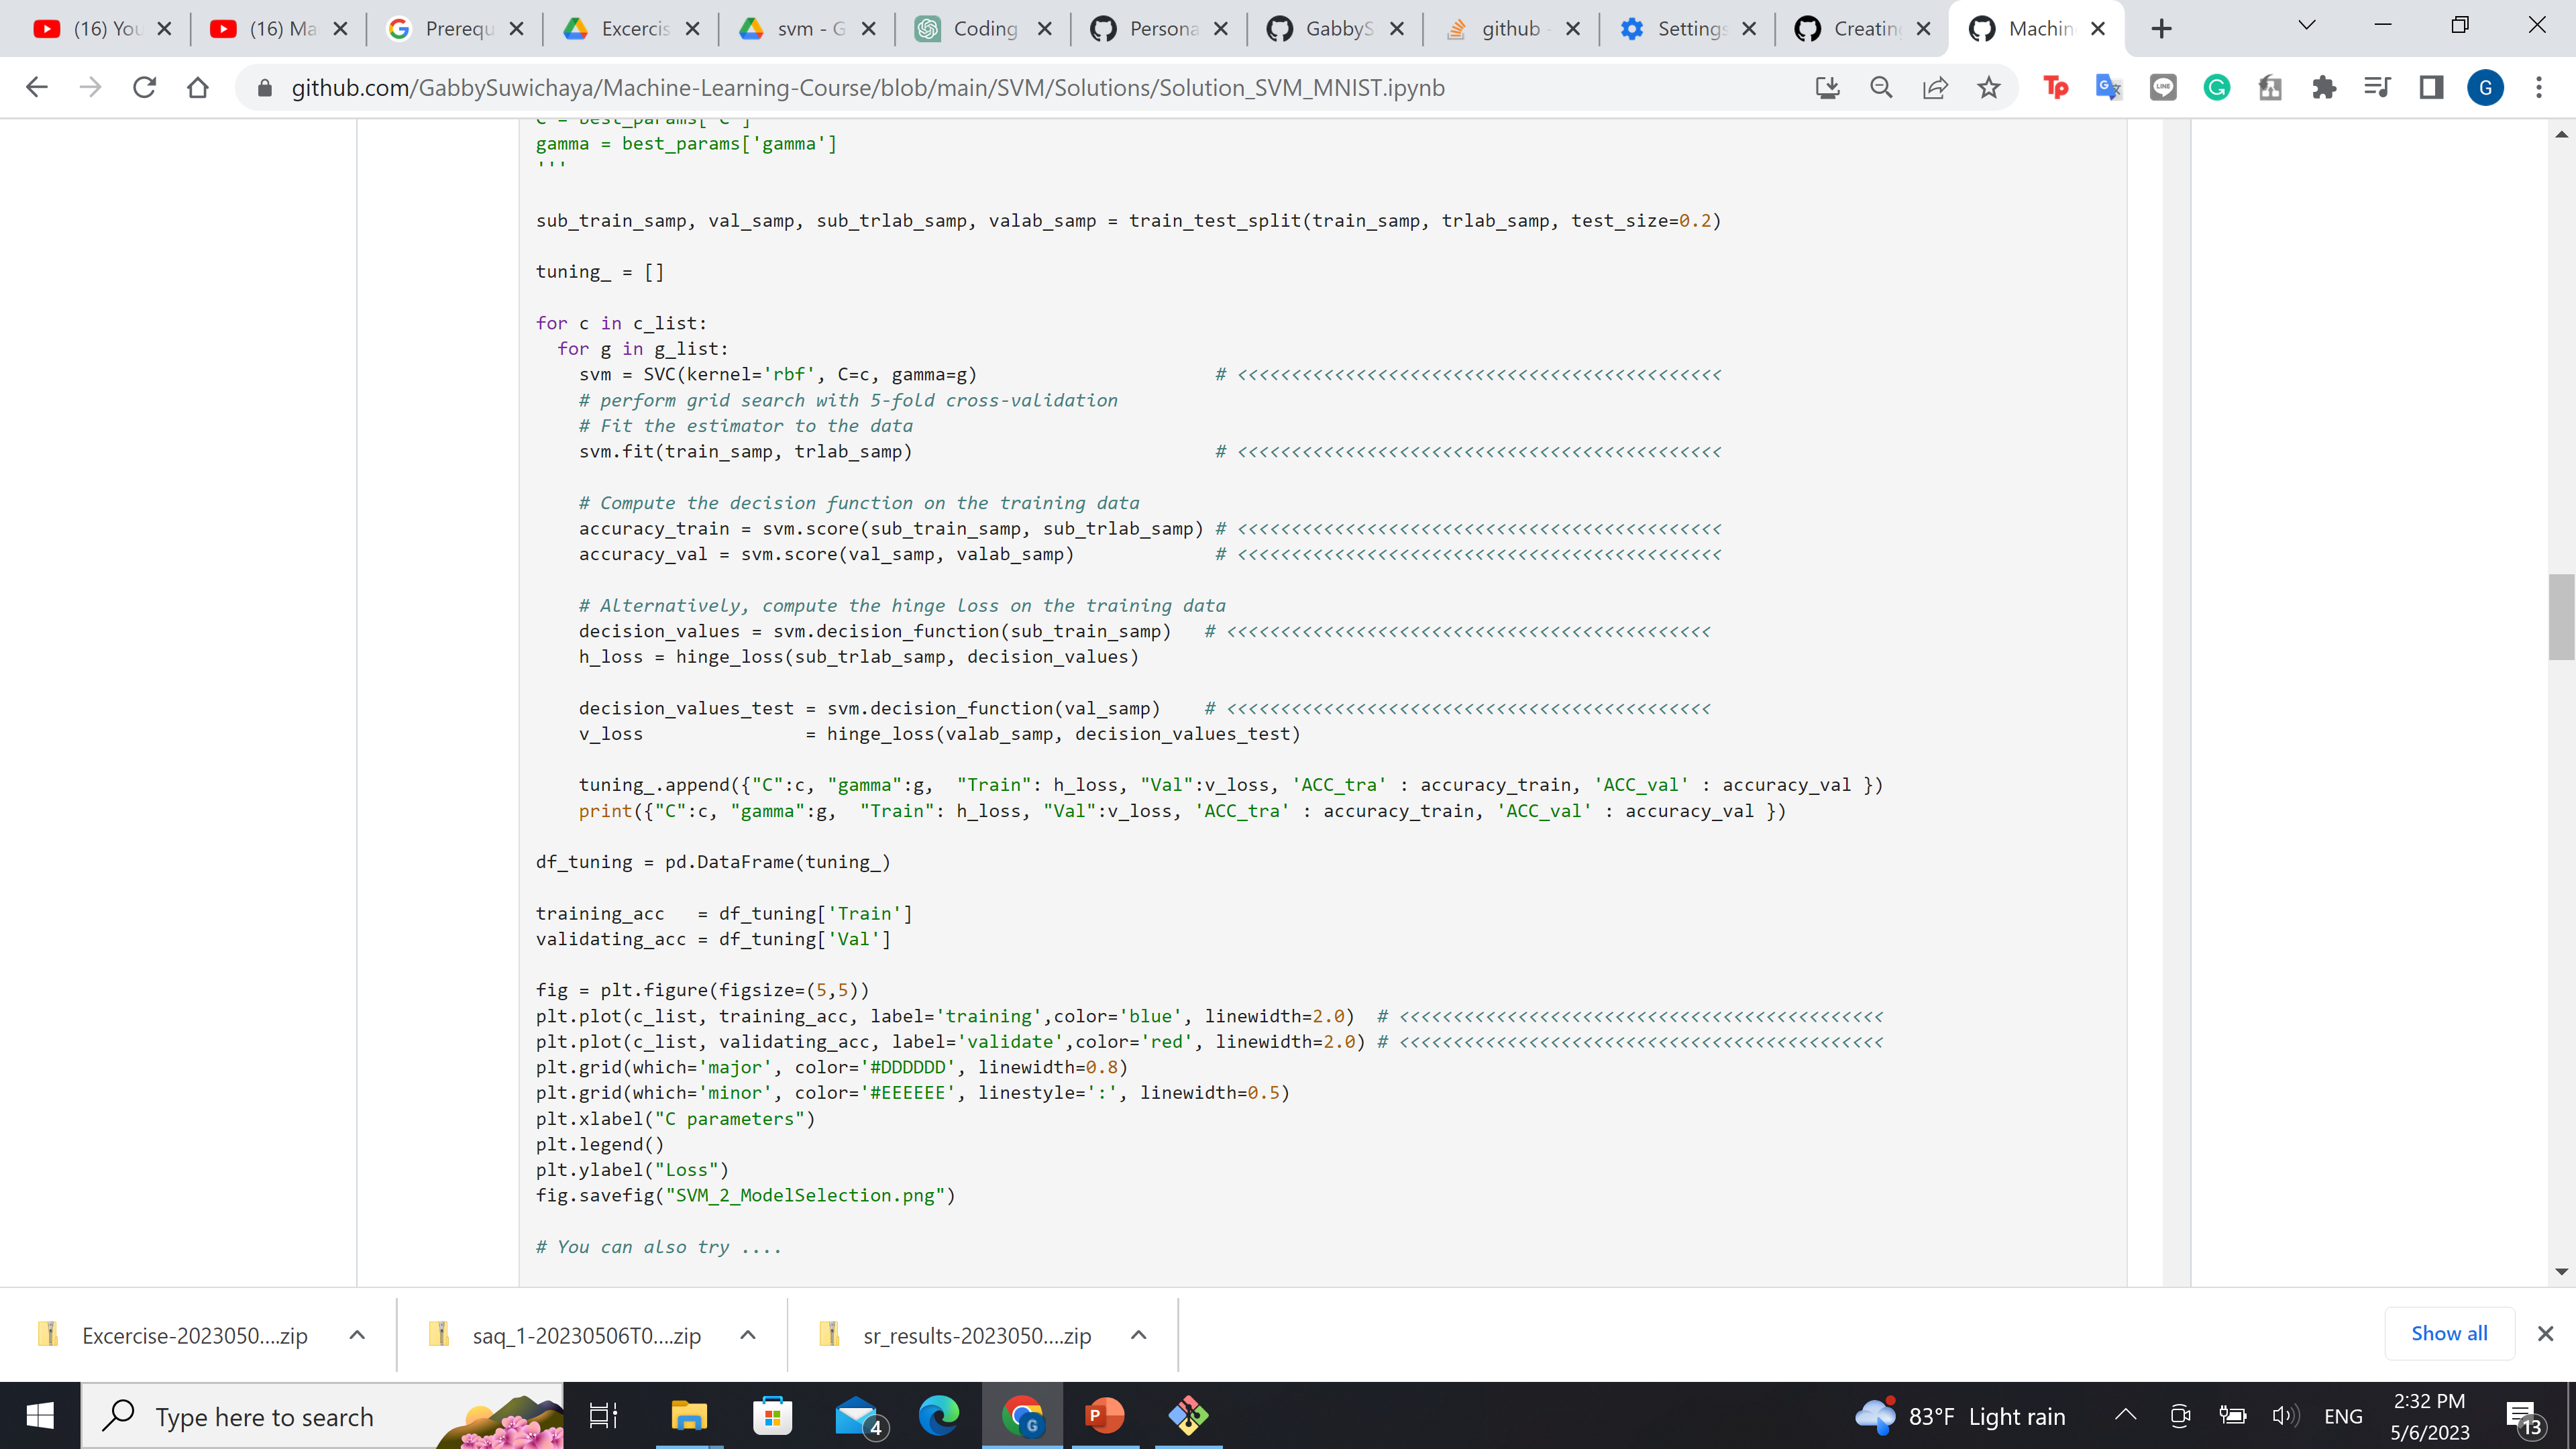 (16) You
(16) Ma
Prerequ
Excercis
svm - G
Coding
Persona
GabbyS
github -
Settings
Creating
Machin
github.com/GabbySuwichaya/Machine-Learning-Course/blob/main/SVM/Solutions/Solution_SVM_MNIST.ipynb
C = best_params['C']
gamma = best_params['gamma']
'''
sub_train_samp, val_samp, sub_trlab_samp, valab_samp = train_test_split(train_samp, trlab_samp, test_size=0.2)
tuning_ = []
for c in c_list:
for g in g_list:
svm = SVC(kernel='rbf', C=c, gamma=g) # <<<<<<<<<<<<<<<<<<<<<<<<<<<<<<<<<<<<<<<<<<<<<
# perform grid search with 5-fold cross-validation
# Fit the estimator to the data
svm.fit(train_samp, trlab_samp) # <<<<<<<<<<<<<<<<<<<<<<<<<<<<<<<<<<<<<<<<<<<<<
# Compute the decision function on the training data
accuracy_train = svm.score(sub_train_samp, sub_trlab_samp) # <<<<<<<<<<<<<<<<<<<<<<<<<<<<<<<<<<<<<<<<<<<<<
accuracy_val = svm.score(val_samp, valab_samp) # <<<<<<<<<<<<<<<<<<<<<<<<<<<<<<<<<<<<<<<<<<<<<
# Alternatively, compute the hinge loss on the training data
decision_values = svm.decision_function(sub_train_samp) # <<<<<<<<<<<<<<<<<<<<<<<<<<<<<<<<<<<<<<<<<<<<<
h_loss = hinge_loss(sub_trlab_samp, decision_values)
decision_values_test = svm.decision_function(val_samp) # <<<<<<<<<<<<<<<<<<<<<<<<<<<<<<<<<<<<<<<<<<<<<
v_loss = hinge_loss(valab_samp, decision_values_test)
tuning_.append({"C":c, "gamma":g, "Train": h_loss, "Val":v_loss, 'ACC_tra' : accuracy_train, 'ACC_val' : accuracy_val })
print({"C":c, "gamma":g, "Train": h_loss, "Val":v_loss, 'ACC_tra' : accuracy_train, 'ACC_val' : accuracy_val })
df_tuning = pd.DataFrame(tuning_)
training_acc = df_tuning['Train']
validating_acc = df_tuning['Val']
fig = plt.figure(figsize=(5,5))
plt.plot(c_list, training_acc, label='training',color='blue', linewidth=2.0) # <<<<<<<<<<<<<<<<<<<<<<<<<<<<<<<<<<<<<<<<<<<<<
plt.plot(c_list, validating_acc, label='validate',color='red', linewidth=2.0) # <<<<<<<<<<<<<<<<<<<<<<<<<<<<<<<<<<<<<<<<<<<<<
plt.grid(which='major', color='#DDDDDD', linewidth=0.8)
plt.grid(which='minor', color='#EEEEEE', linestyle=':', linewidth=0.5)
plt.xlabel("C parameters")
plt.legend()
plt.ylabel("Loss")
fig.savefig("SVM_2_ModelSelection.png")
# You can also try ....
Excercise-2023050....zip
saq_1-20230506T0....zip
sr_results-2023050....zip
Show all
Type here to search
4
83°F Light rain
ENG
2:32 PM
5/6/2023
13